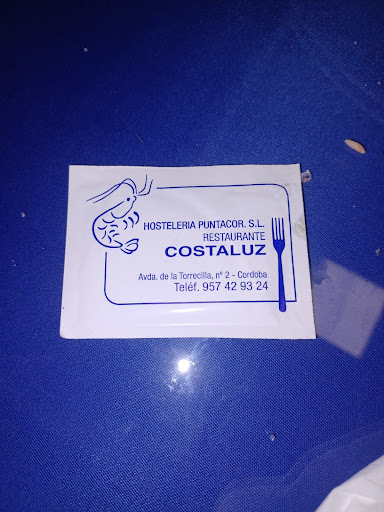 HOSTELERIA PUNTACOR. S.L.
RESTAURANTE
COSTALUZ
Avda. de la Torrecilla, nº 2 - Cordoba
Teléf. 957 42 93 24